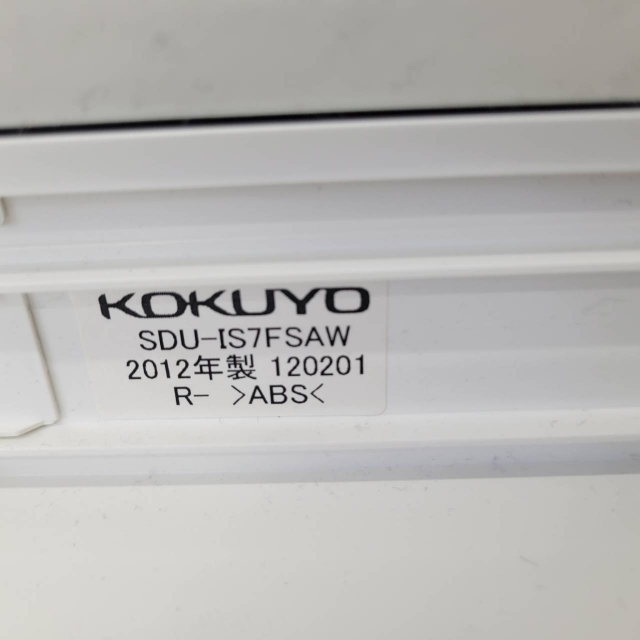 KOKUYO
SDU-IS7FSAW
2012年製 120201
R- >ABS<